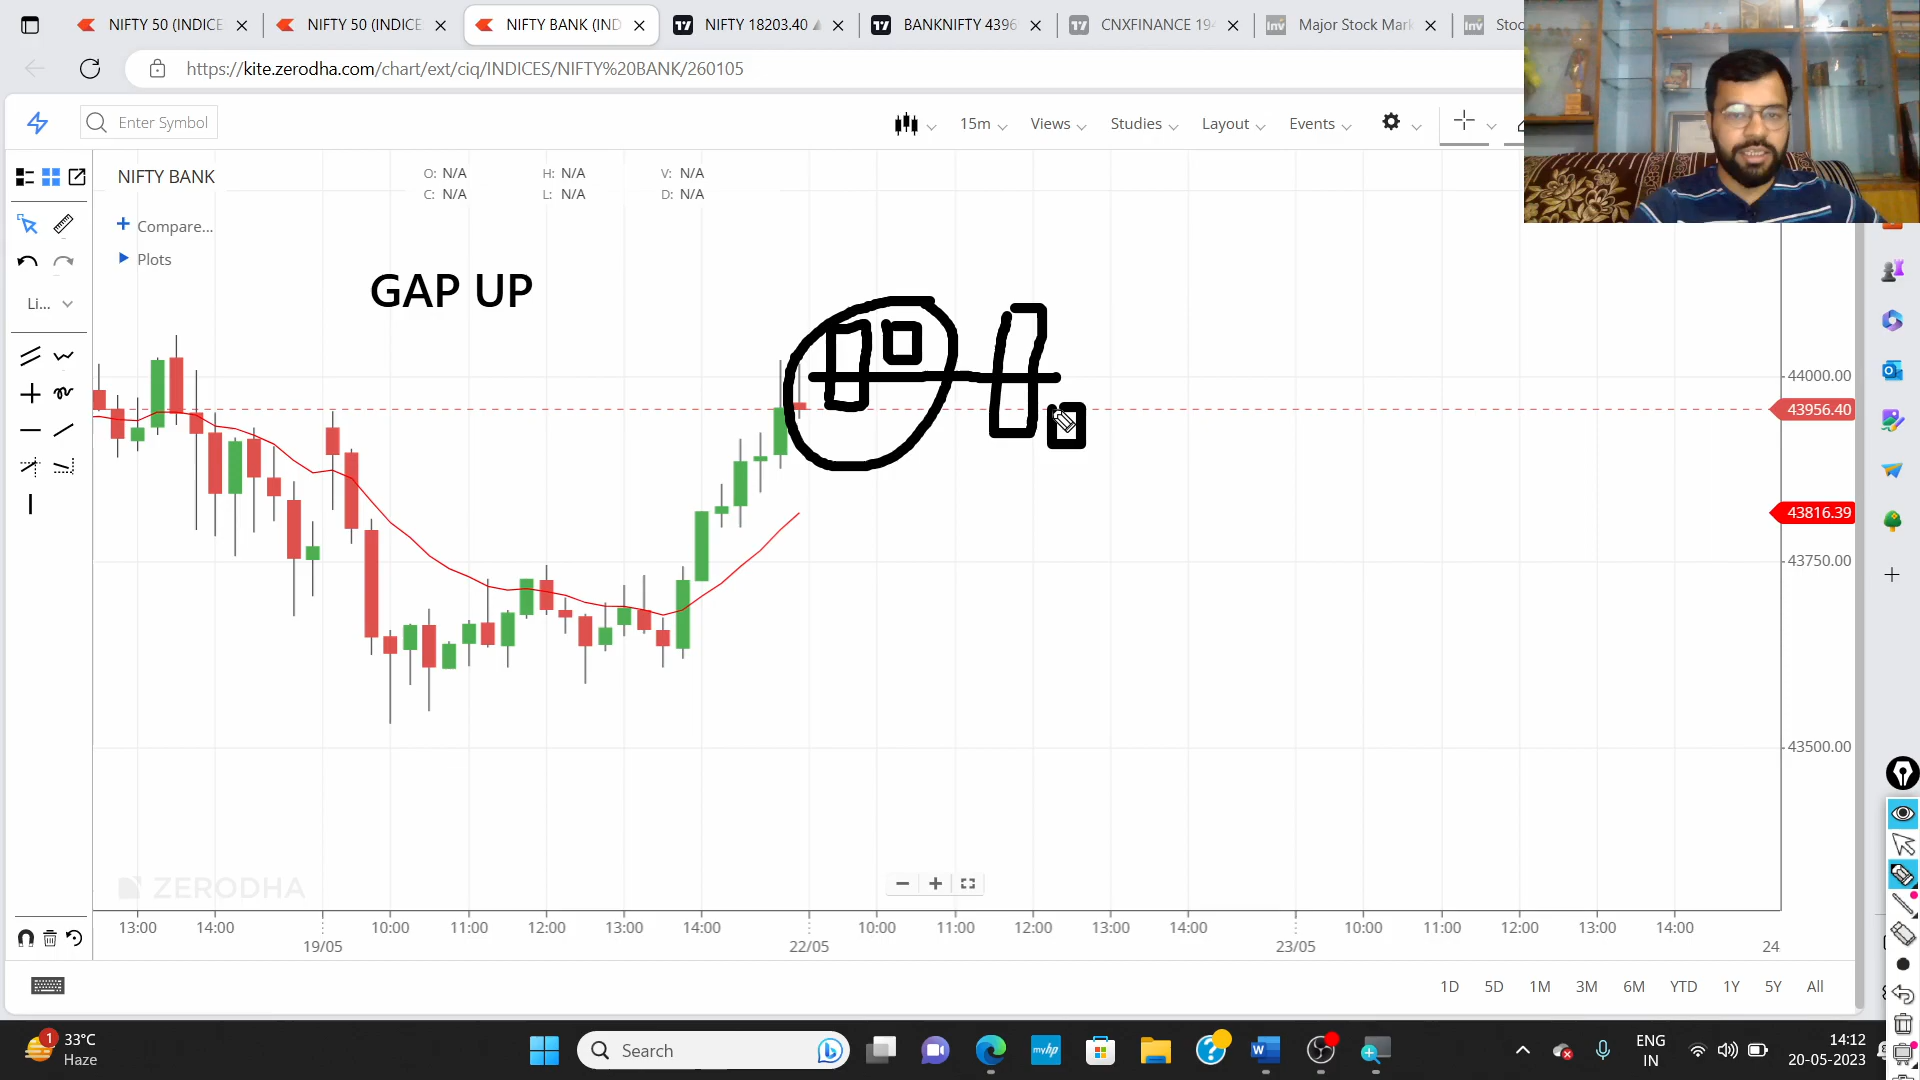 NIFTY 50 (INDICE
NIFTY 50 (INDICE
NIFTY BANK (IND
NIFTY 18203.40
BANKNIFTY 4396
CNXFINANCE 19
Major Stock Mar
Stoc
https://kite.zerodha.com/chart/ext/ciq/INDICES/NIFTY%20BANK/260105
Enter Symbol
15m
Views
Studies
Layout
Events
NIFTY BANK
O: N/A H: N/A V: N/A
C: N/A L: N/A D: N/A
Compare...
Plots
Li...
GAP UP
44000.00
43956.40
43816.39
43750.00
43500.00
ZERODHA
13:00 14:00 10:00 11:00 12:00 13:00 14:00 10:00 11:00 12:00 13:00 14:00 10:00 11:00 12:00 13:00 14:00
19/05 22/05 23/05 24
1D 5D 1M 3M 6M YTD 1Y 5Y All
1
33°C
Haze
Search
myhp
ENG
IN
14:12
20-05-2023